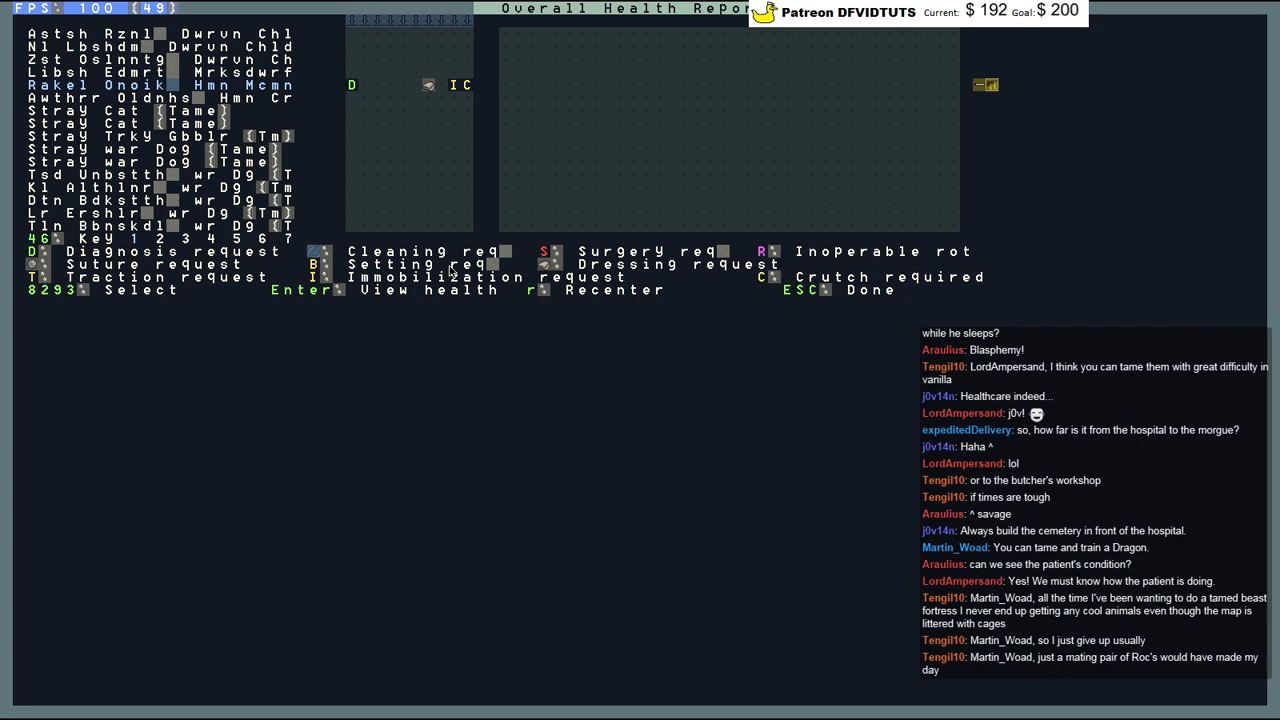 FPS: 100 {49}
Overall Health Repor
Patreon DFVIDTUTS Current: $ 192 Goal: $ 200
Astsh Rznl Dwrvn Chl
Nl Lbshdm Dwrvn Chld
Zst Oslnntg Dwrvn Ch
Libsh Edmrt Mrksdwrf
Rakel Onoik Hmn Mcmn
D I C
Awthrr Oldnhs Hmn Cr
Stray Cat {Tame}
Stray Cat {Tame}
Stray Trky Gbblr {Tm}
Stray war Dog {Tame}
Stray war Dog {Tame}
Tsd Unbstth wr Dg {T
Kl Althlnr wr Dg {Tm
Dtn Bdkstth wr Dg {T
Lr Ershlr wr Dg {Tm}
Tln Bbnskdl wr Dg {T
46: Key 1 2 3 4 5 6 7
D: Diagnosis request : Cleaning req S: Surgery req R: Inoperable rot
: Suture request B: Setting req : Dressing request
T: Traction request I: Immobilization request C: Crutch required
8293: Select Enter: View health r: Recenter ESC: Done
while he sleeps?
Araulius: Blasphemy!
Tengil10: LordAmpersand, I think you can tame them with great difficulty in
vanilla
j0v14n: Healthcare indeed...
LordAmpersand: j0v!
expeditedDelivery: so, how far is it from the hospital to the morgue?
j0v14n: Haha ^
LordAmpersand: lol
Tengil10: or to the butcher's workshop
Tengil10: if times are tough
Araulius: ^ savage
j0v14n: Always build the cemetery in front of the hospital.
Martin_Woad: You can tame and train a Dragon.
Araulius: can we see the patient's condition?
LordAmpersand: Yes! We must know how the patient is doing.
Tengil10: Martin_Woad, all the time I've been wanting to do a tamed beast
fortress I never end up getting any cool animals even though the map is
littered with cages
Tengil10: Martin_Woad, so I just give up usually
Tengil10: Martin_Woad, just a mating pair of Roc's would have made my
day